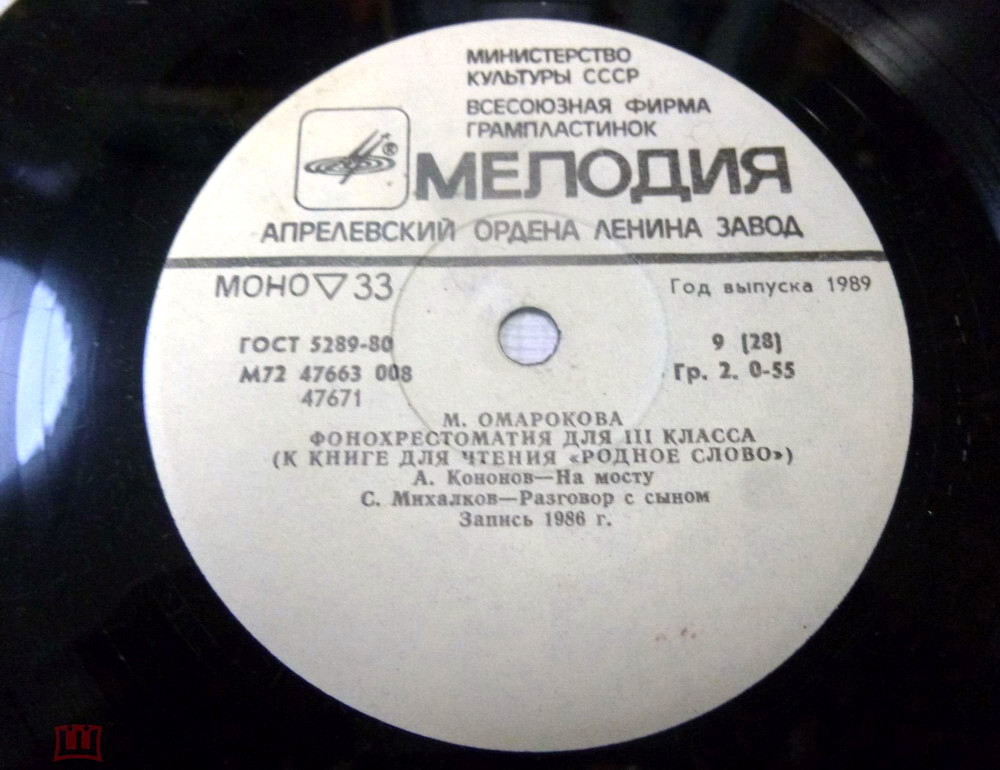 МИНИСТЕРСТВО
КУЛЬТУРЫ СССР
ВСЕСОЮЗНАЯ ФИРМА
ГРАМПЛАСТИНОК
®
МЕЛОДИЯ
АПРЕЛЕВСКИЙ ОРДЕНА ЛЕНИНА ЗАВОД
МОНО ▽ 33
Год выпуска 1989
ГОСТ 5289-80
9 [28]
М72 47663 008
Гр. 2. 0-55
47671
М. ОМАРОКОВА
ФОНОХРЕСТОМАТИЯ ДЛЯ III КЛАССА
(К КНИГЕ ДЛЯ ЧТЕНИЯ «РОДНОЕ СЛОВО»)
А. Кононов—На мосту
С. Михалков—Разговор с сыном
Запись 1986 г.